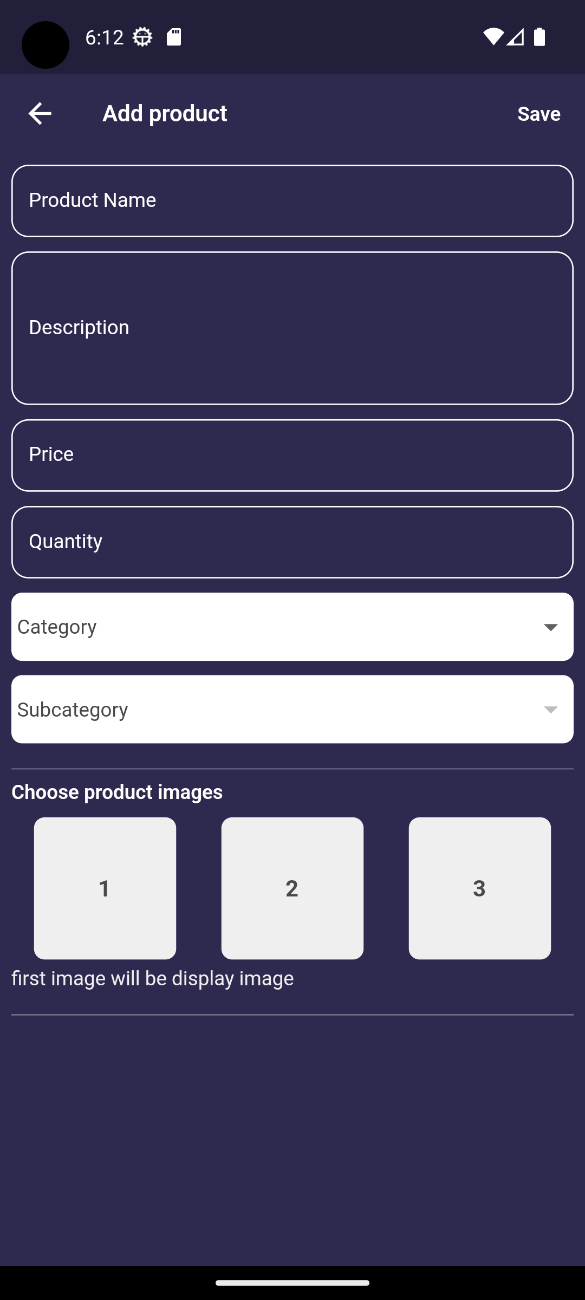 6:12
Add product
Save
Product Name
Description
Price
Quantity
Category
Subcategory
Choose product images
1
2
3
first image will be display image